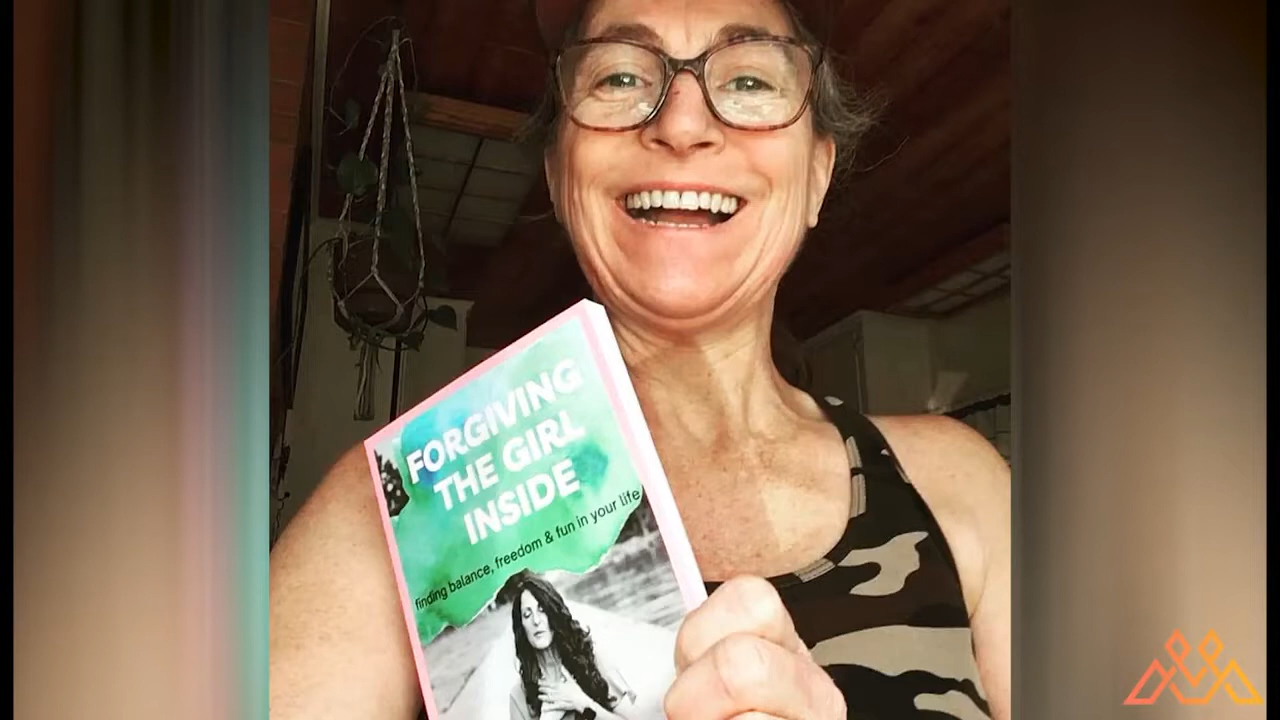 FORGIVING
THE GIRL
INSIDE
finding balance, freedom & fun in your life